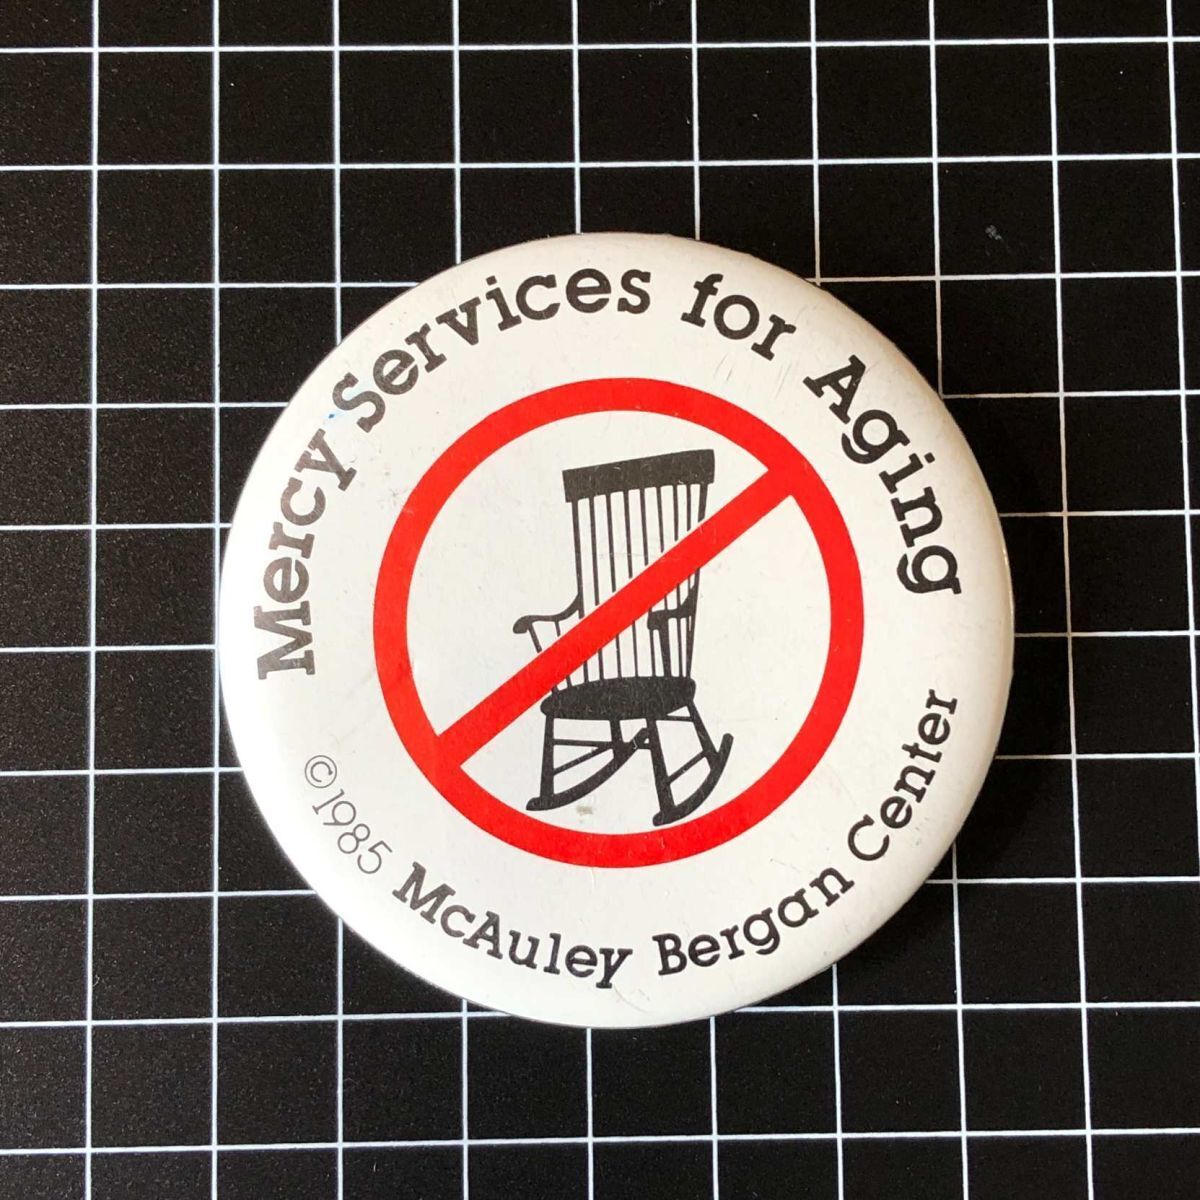 Mercy Services for Aging
©1985 McAuley Bergan Center